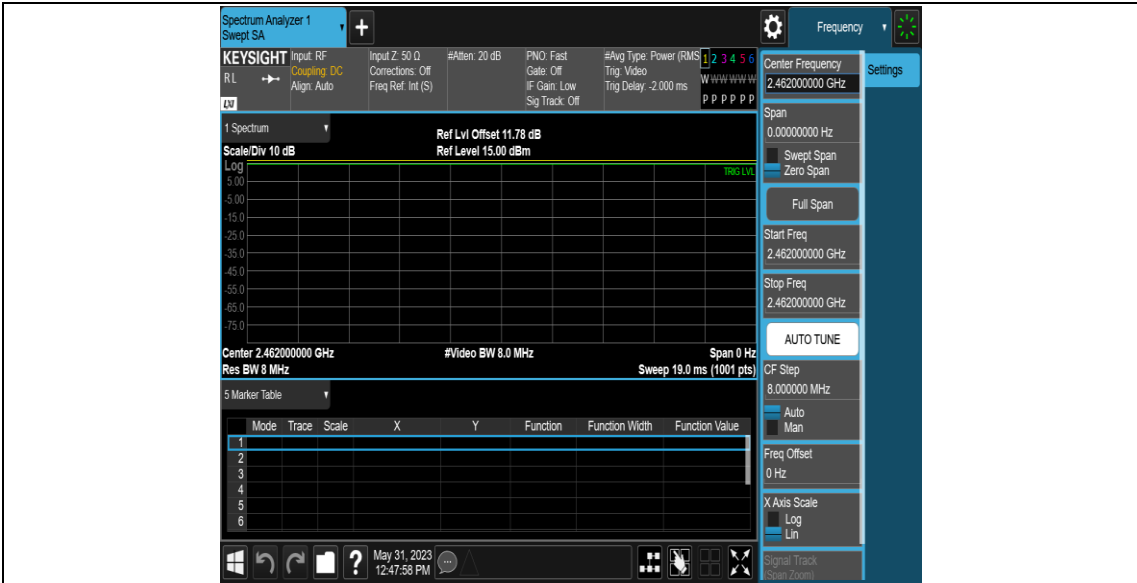 Spectrum Analyzer 1
Swept SA
+
Frequency
KEYSIGHT
RL
LXI
Input: RF
Coupling: DC
Align: Auto
Input Z: 50 Ω
Corrections: Off
Freq Ref: Int (S)
#Atten: 20 dB
PNO: Fast
Gate: Off
IF Gain: Low
Sig Track: Off
#Avg Type: Power (RMS
Trig: Video
Trig Delay: -2.000 ms
1 2 3 4 5 6
W W W W W W
P P P P P P
1 Spectrum
Scale/Div 10 dB
Ref Lvl Offset 11.78 dB
Ref Level 15.00 dBm
Log
TRIG LVL
5.00
-5.00
-15.0
-25.0
-35.0
-45.0
-55.0
-65.0
-75.0
Center 2.462000000 GHz
#Video BW 8.0 MHz
Span 0 Hz
Res BW 8 MHz
Sweep 19.0 ms (1001 pts)
5 Marker Table
Mode Trace Scale X Y Function Function Width Function Value
1
2
3
4
5
6
May 31, 2023
12:47:58 PM
?
...
Center Frequency
2.462000000 GHz
Settings
Span
0.00000000 Hz
Swept Span
Zero Span
Full Span
Start Freq
2.462000000 GHz
Stop Freq
2.462000000 GHz
AUTO TUNE
CF Step
8.000000 MHz
Auto
Man
Freq Offset
0 Hz
X Axis Scale
Log
Lin
Signal Track
(Span Zoom)